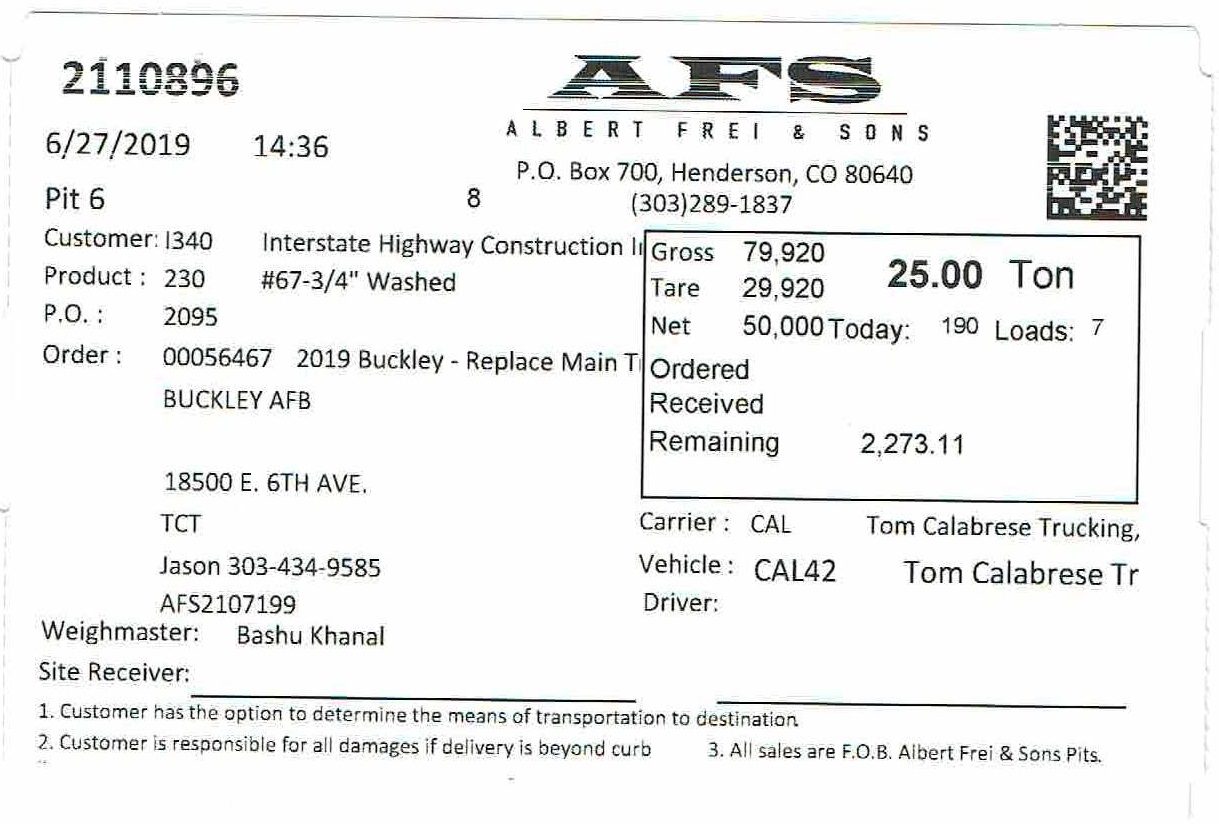 2110896
AFS
ALBERT FREI & SONS
6/27/2019 14:36
P.O. Box 700, Henderson, CO 80640
Pit 6 8 (303)289-1837
Customer: I340 Interstate Highway Construction I
Product : 230 #67-3/4" Washed
P.O. : 2095
Order : 00056467 2019 Buckley - Replace Main T
BUCKLEY AFB
18500 E. 6TH AVE.
TCT
Jason 303-434-9585
AFS2107199
Gross 79,920 25.00 Ton
Tare 29,920
Net 50,000 Today: 190 Loads: 7
Ordered
Received
Remaining 2,273.11
Carrier : CAL Tom Calabrese Trucking,
Vehicle : CAL42 Tom Calabrese Tr
Driver:
Weighmaster: Bashu Khanal
Site Receiver:
1. Customer has the option to determine the means of transportation to destination
2. Customer is responsible for all damages if delivery is beyond curb 3. All sales are F.O.B. Albert Frei & Sons Pits.